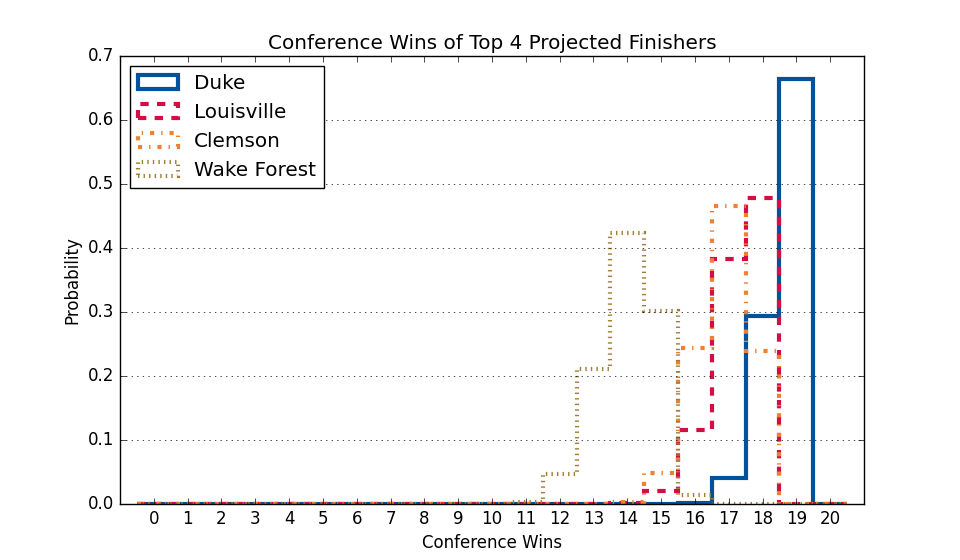 Conference Wins of Top 4 Projected Finishers
0.7
0.6
0.5
0.4
0.3
0.2
0.1
0.0
Probability
Duke
Louisville
Clemson
Wake Forest
0 1 2 3 4 5 6 7 8 9 10 11 12 13 14 15 16 17 18 19 20
Conference Wins